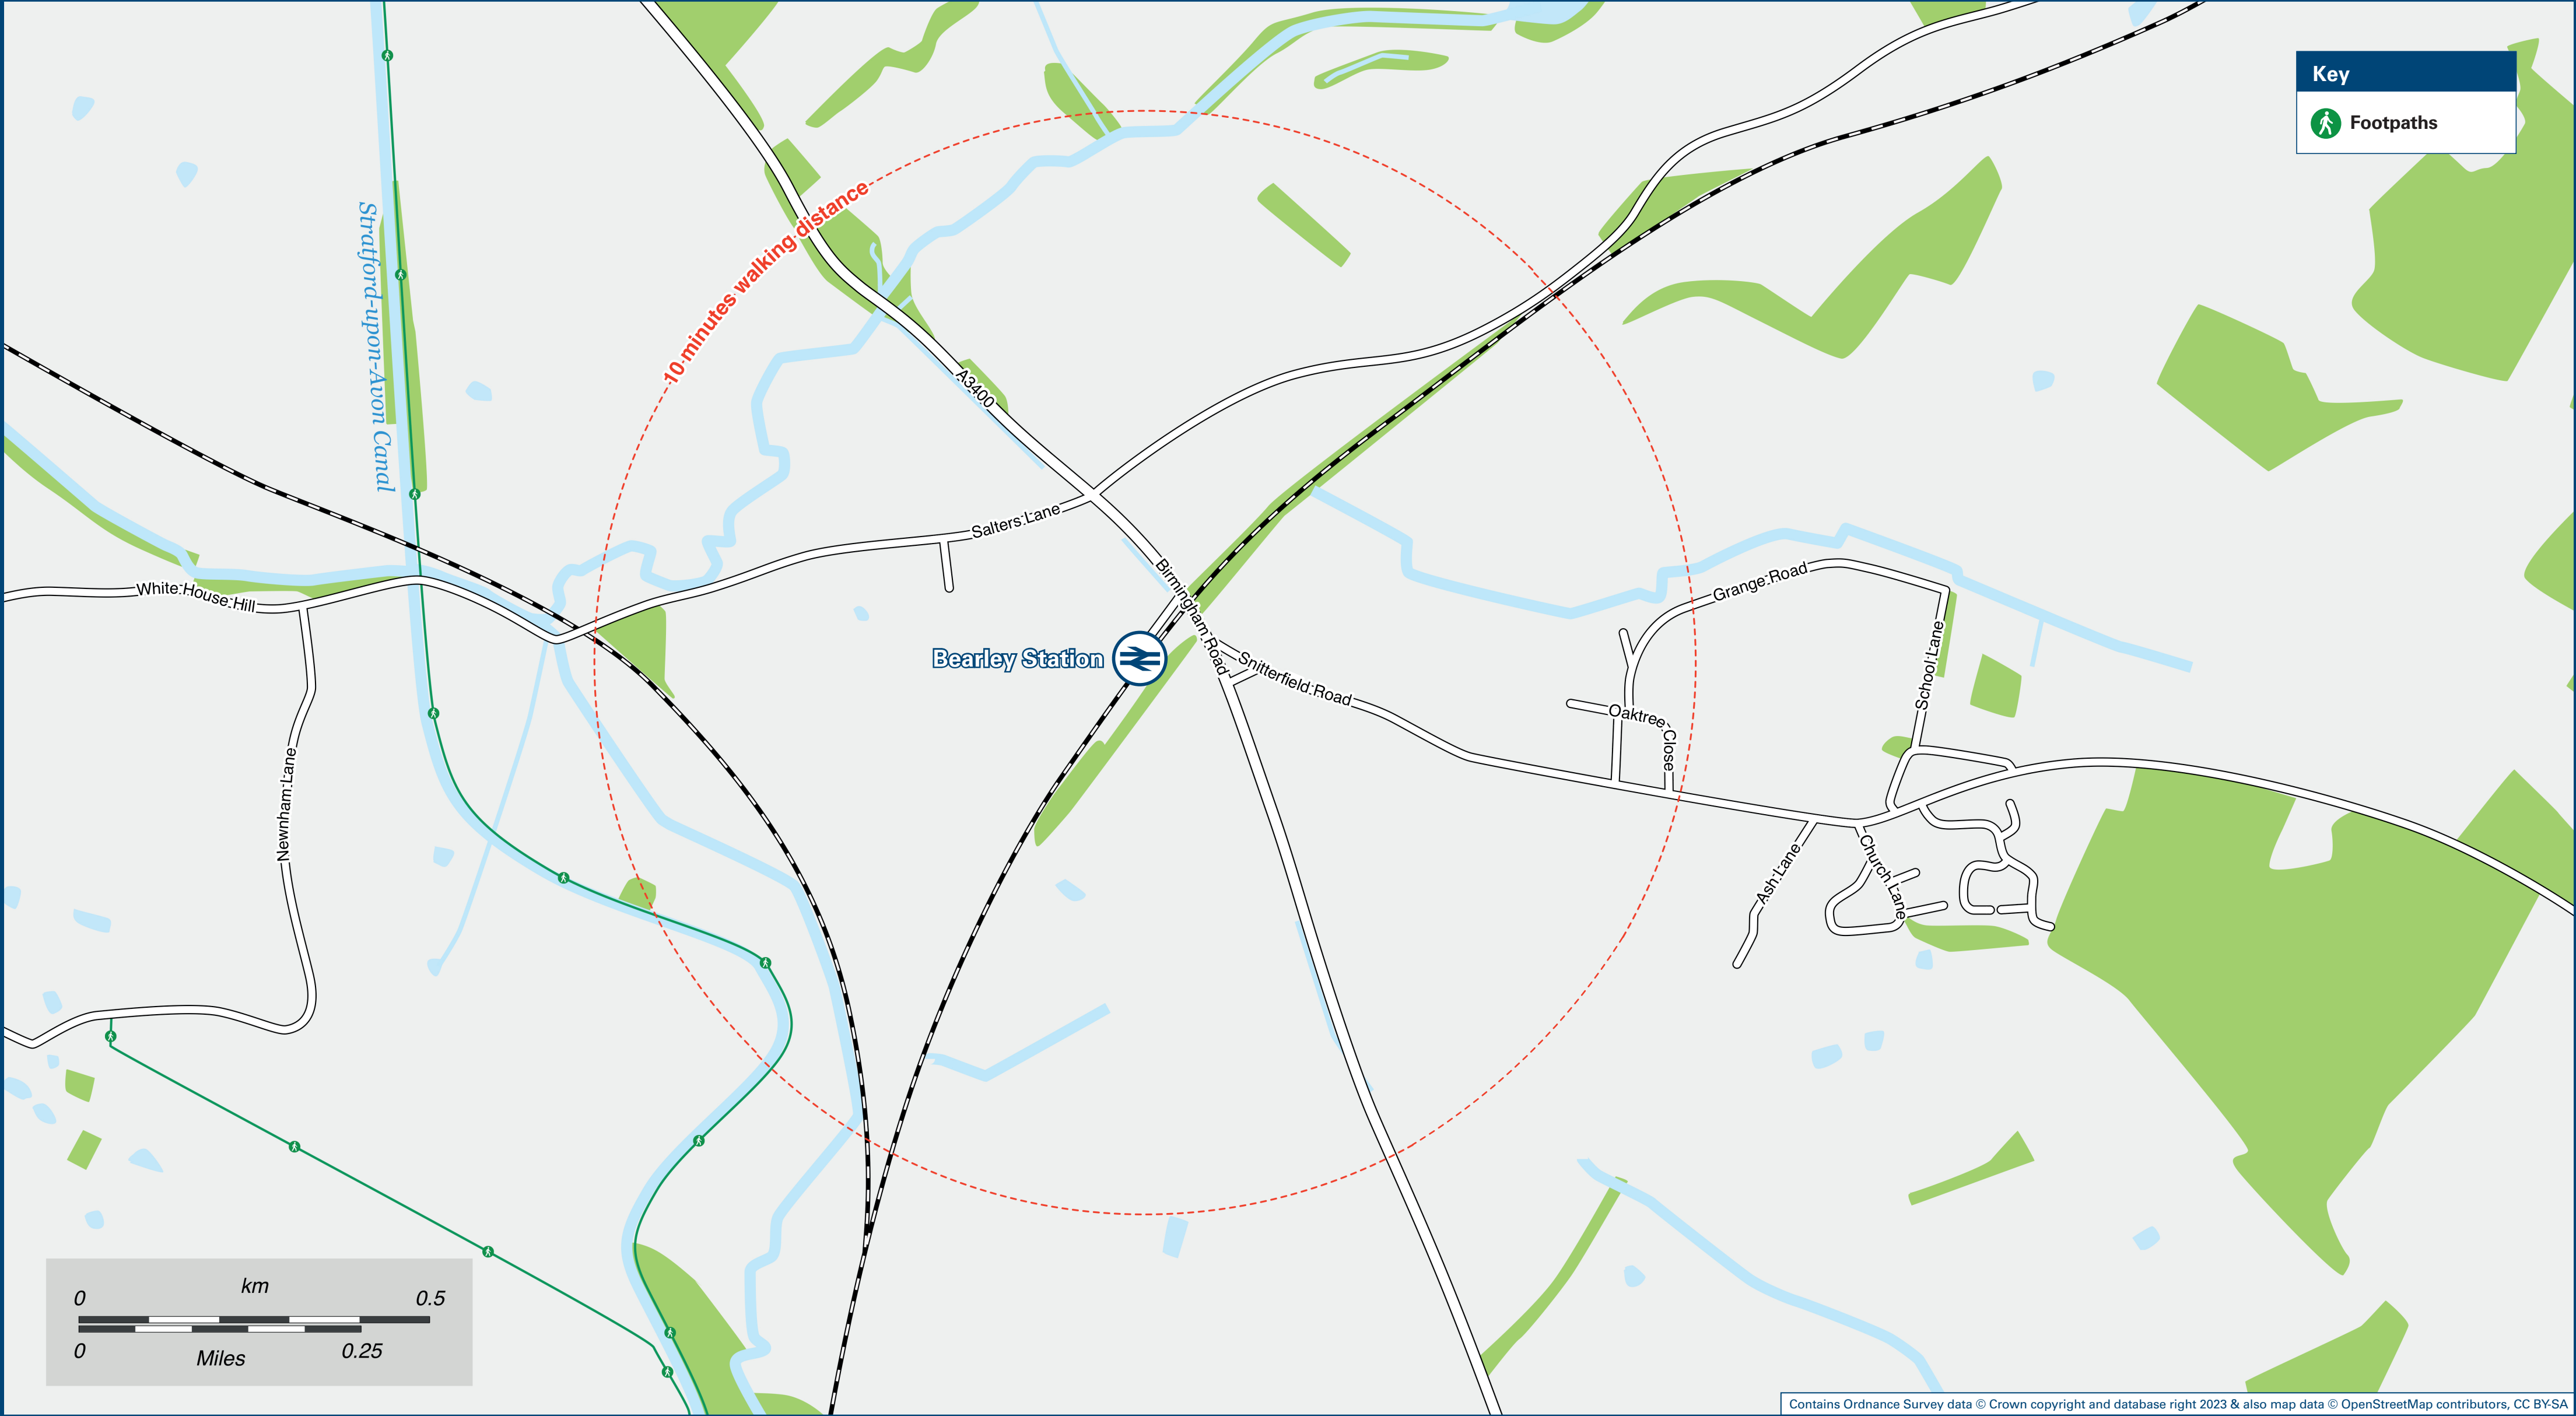 Key
Footpaths
10 minutes walking distance
Stratford-upon-Avon Canal
A3400
Salters Lane
Birmingham Road
White House Hill
Grange Road
School Lane
Bearley Station
Snitterfield Road
Oaktree Close
Newnham Lane
Ash Lane
Church Lane
km
0 0.5
0 0.25
Miles
Contains Ordnance Survey data © Crown copyright and database right 2023 & also map data © OpenStreetMap contributors, CC BY-SA